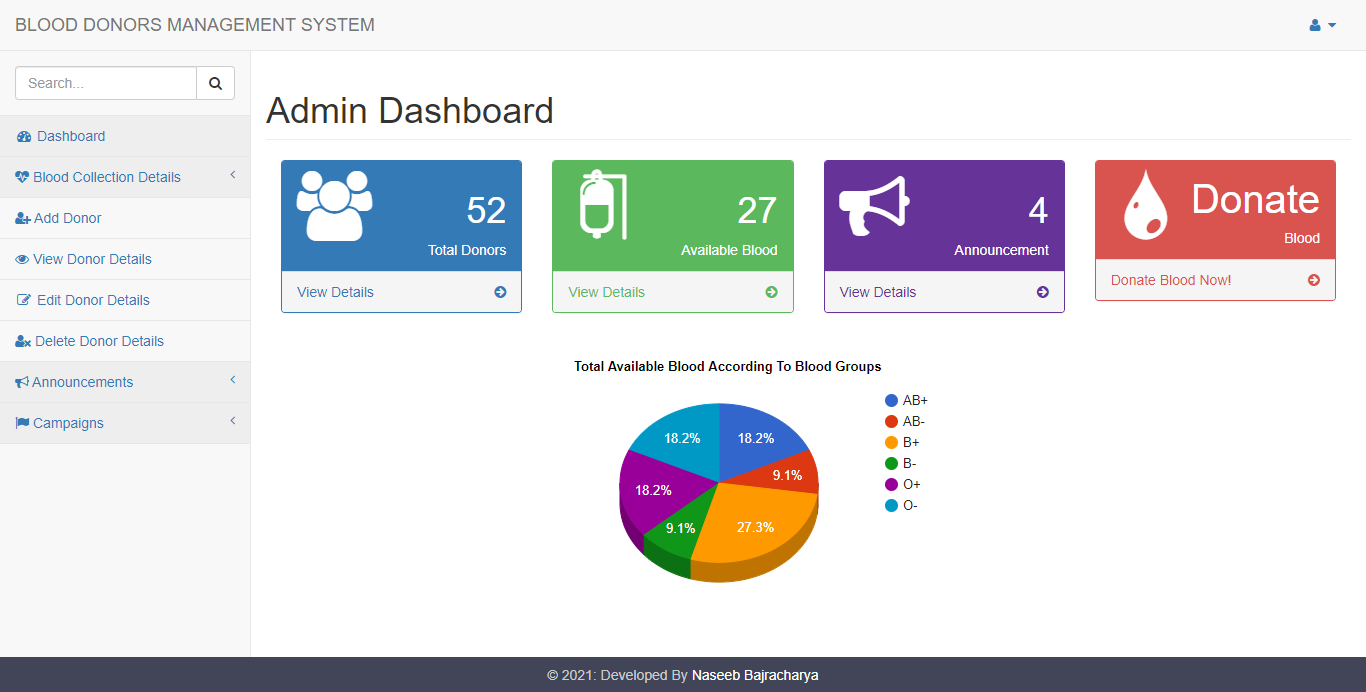 BLOOD DONORS MANAGEMENT SYSTEM
Search...
Dashboard
Blood Collection Details
Add Donor
View Donor Details
Edit Donor Details
Delete Donor Details
Announcements
Campaigns
Admin Dashboard
52
Total Donors
View Details
27
Available Blood
View Details
4
Announcement
View Details
Donate
Blood
Donate Blood Now!
Total Available Blood According To Blood Groups
18.2%
18.2%
9.1%
18.2%
9.1%
27.3%
AB+
AB-
B+
B-
O+
O-
© 2021: Developed By Naseeb Bajracharya